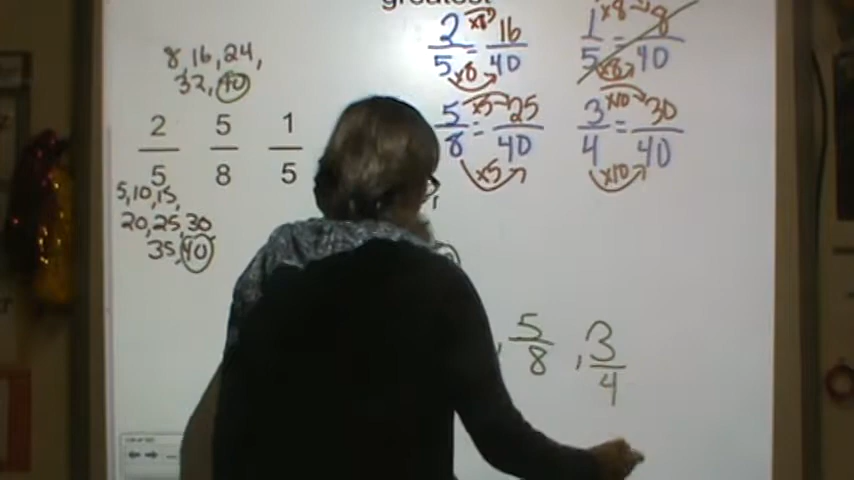 greatest
8, 16, 24,
32, 40
2/5 5/8 1/5
5, 10, 15,
20, 25, 30
35, 40
2/5 = 16/40
×8
×8
1/5 = 8/40
×8
×8
5/8 = 25/40
×5
×5
3/4 = 30/40
×10
×10
, 5/8 , 3/4